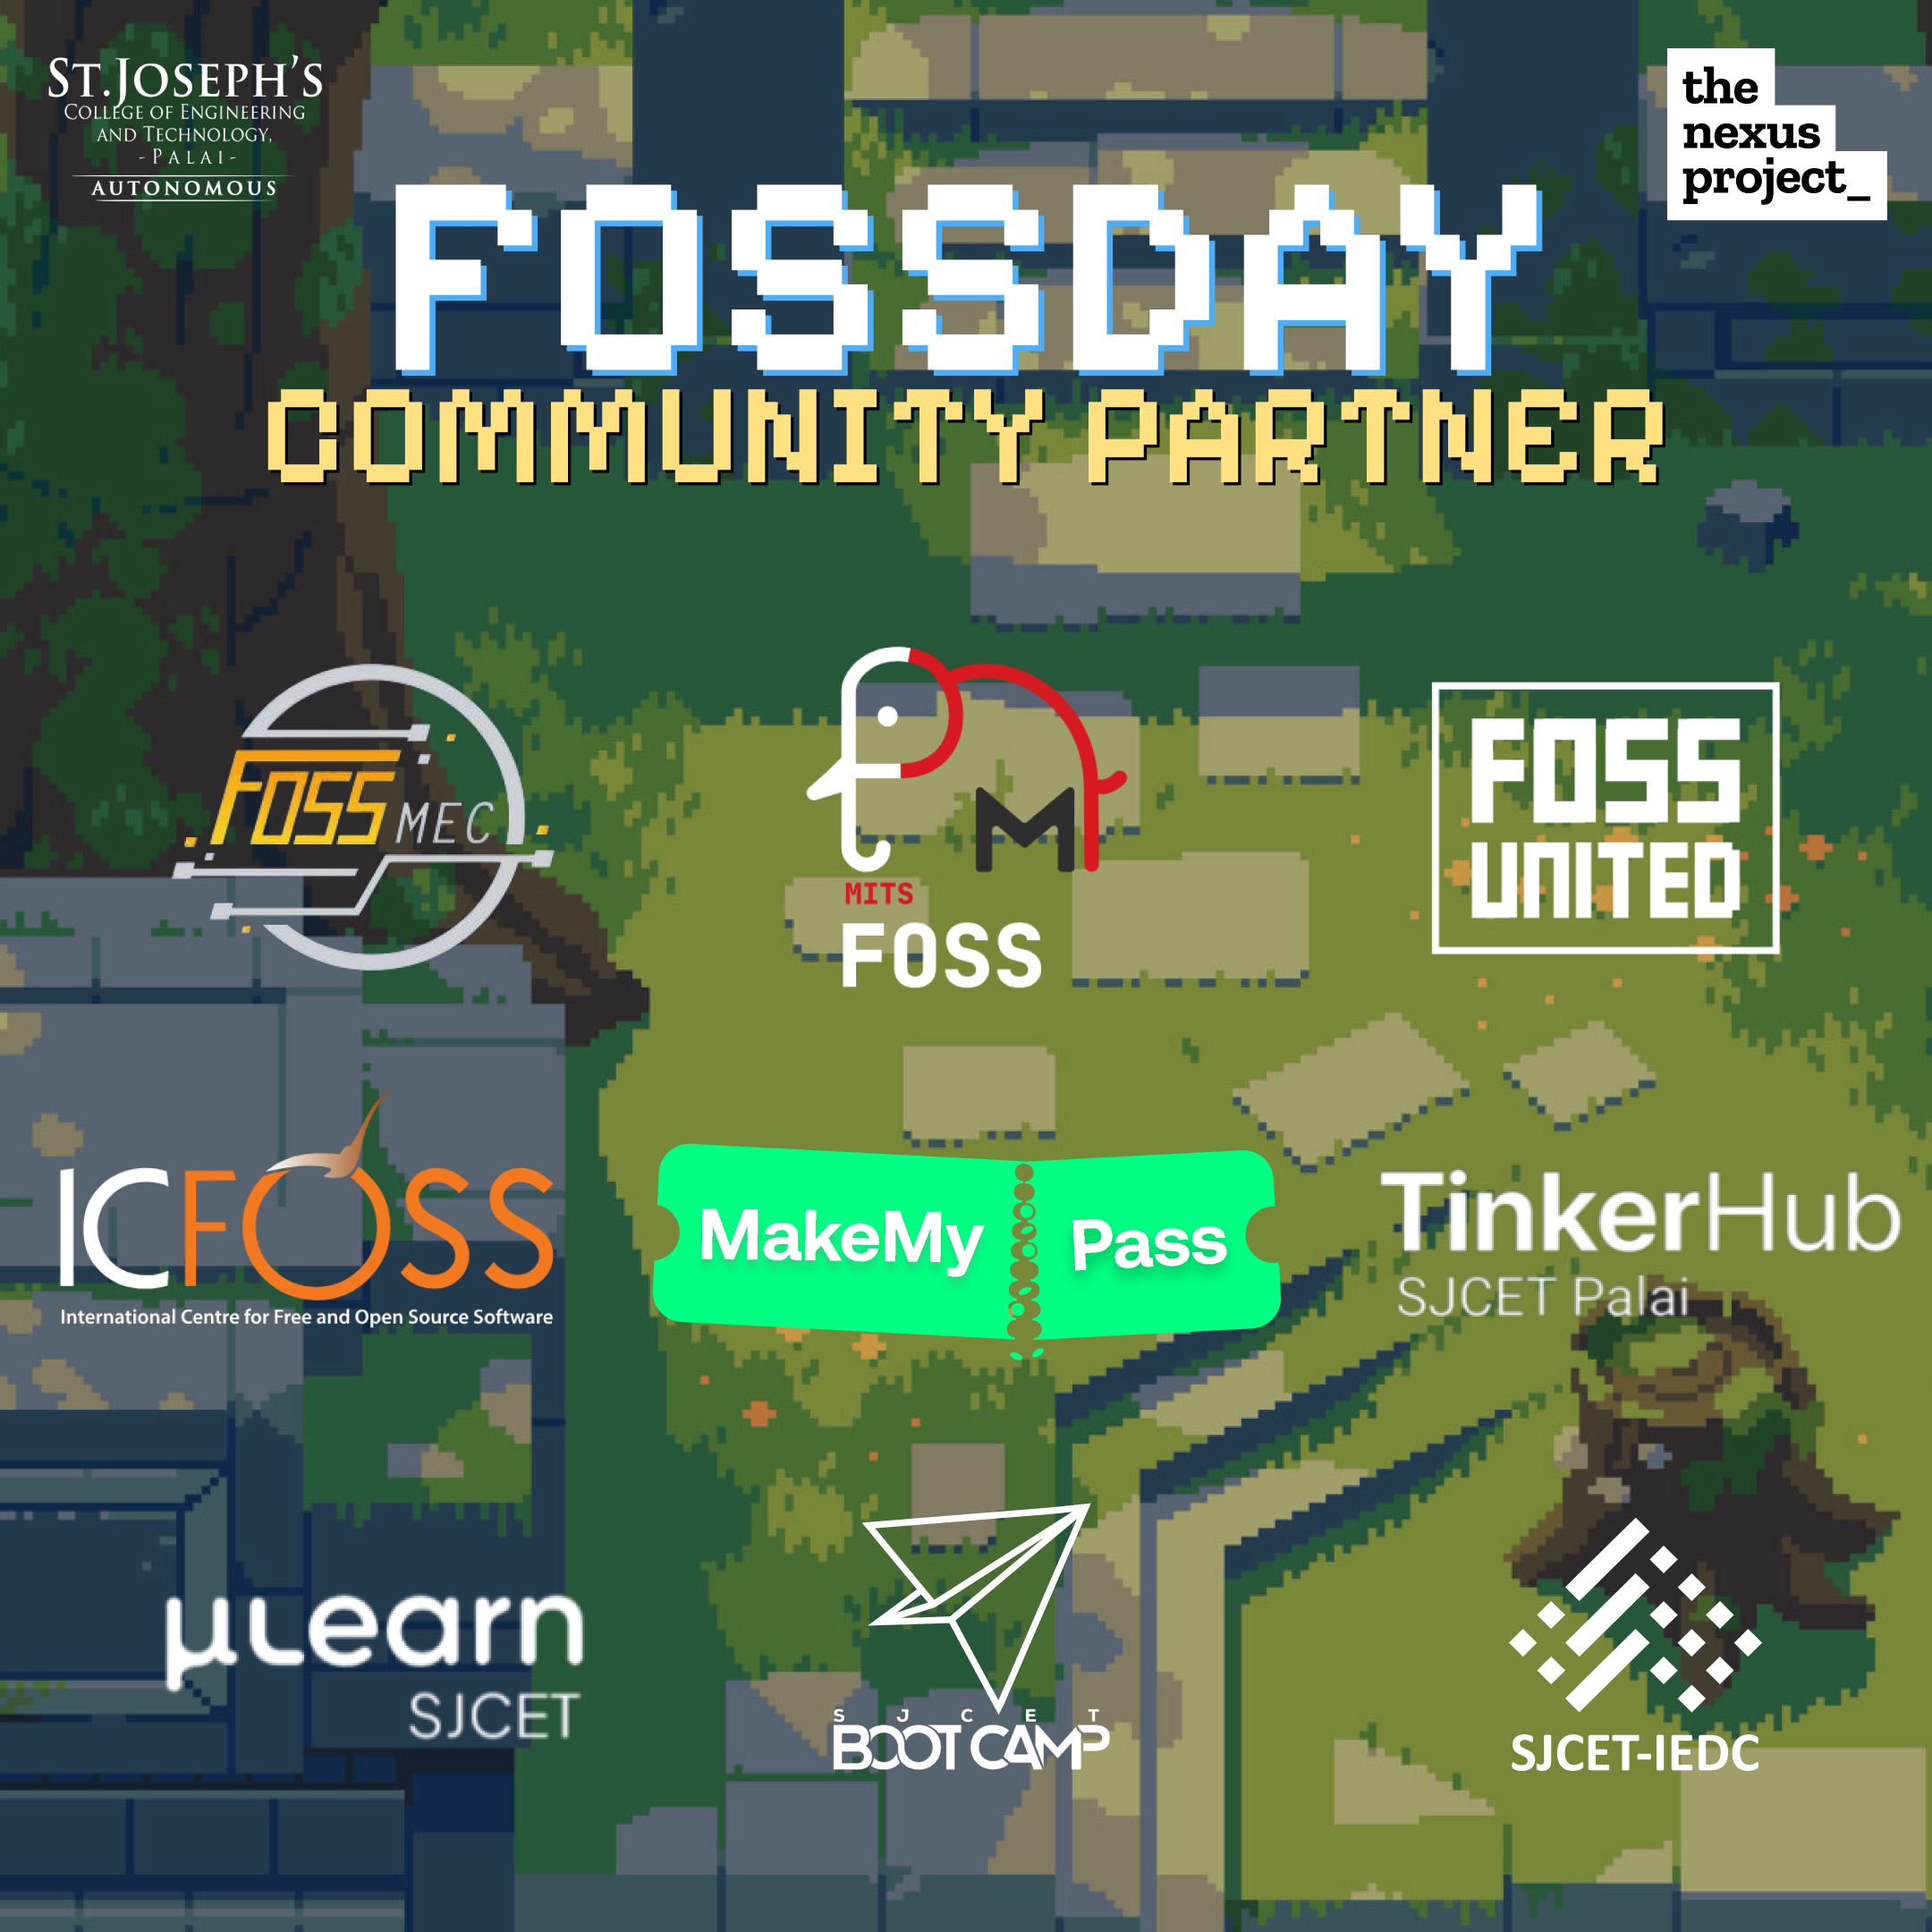 ST.JOSEPH'S
COLLEGE OF ENGINEERING
AND TECHNOLOGY,
- PALAI -
AUTONOMOUS
the
nexus
project_
FOSSDAY
COMMUNITY PARTNER
FOSS MEC
MITS
FOSS
FOSS
UNITED
ICFOSS
International Centre for Free and Open Source Software
MakeMy Pass
TinkerHub
SJCET Palai
µLearn
SJCET
SJCET
BOOTCAMP
SJCET-IEDC